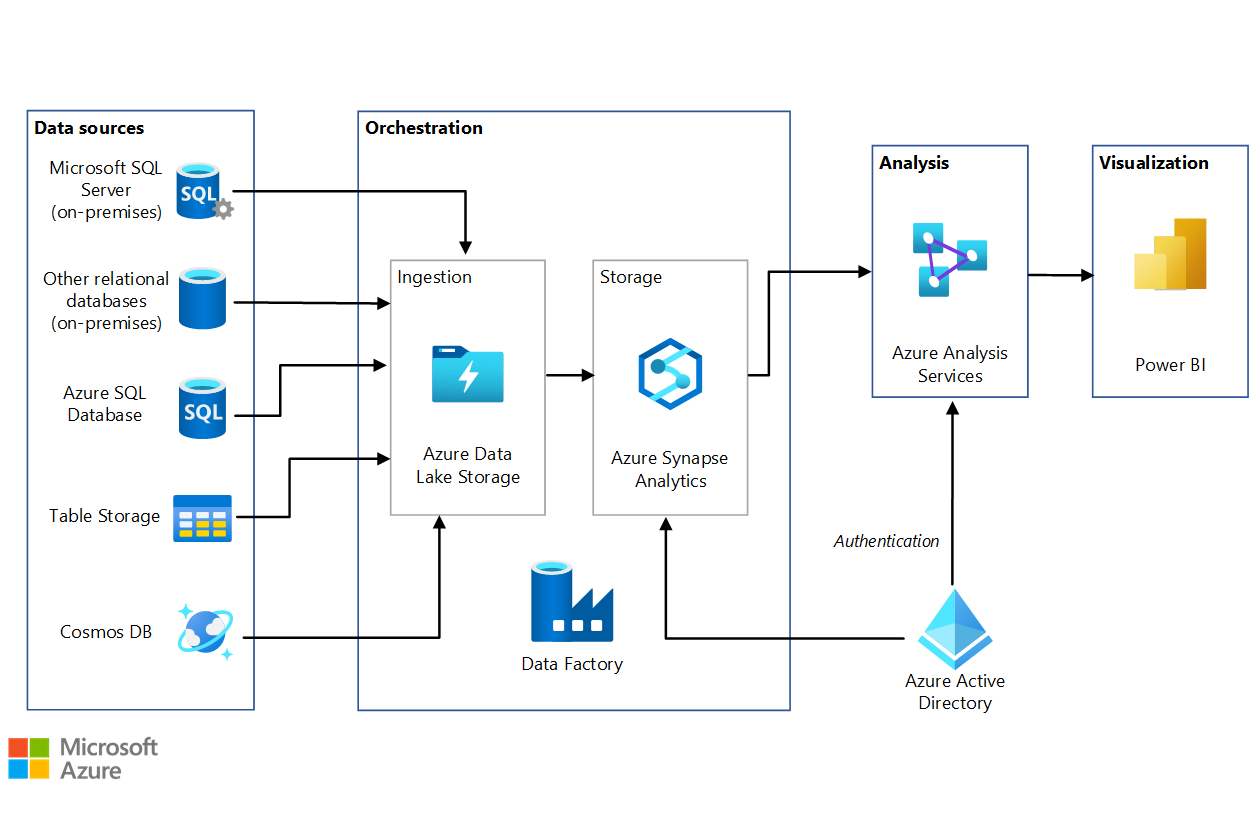 Data sources
Microsoft SQL
Server
(on-premises)
SQL
Other relational
databases
(on-premises)
Azure SQL
Database
SQL
Table Storage
Cosmos DB
Orchestration
Ingestion
Azure Data
Lake Storage
Storage
Azure Synapse
Analytics
Data Factory
Analysis
Azure Analysis
Services
Visualization
Power BI
Authentication
Azure Active
Directory
Microsoft
Azure